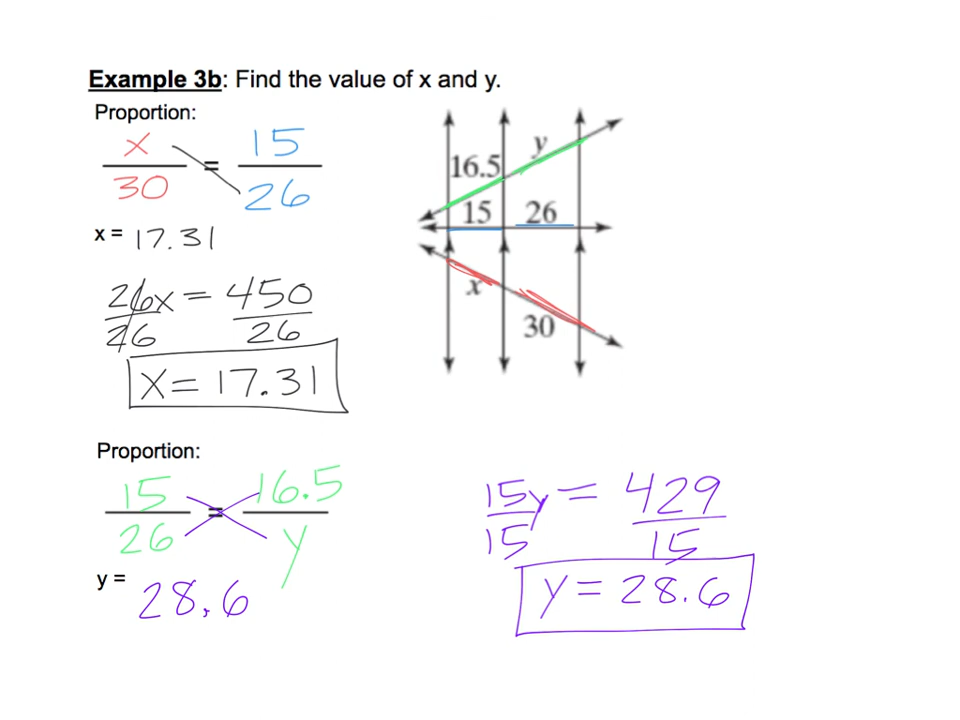 Example 3b: Find the value of x and y.
Proportion:
x/30 = 15/26
x = 17.31
26x/26 = 450/26
x = 17.31
16.5
y
15
26
x
30
Proportion:
15/26 = 16.5/y
y = 28.6
15y/15 = 429/15
y = 28.6